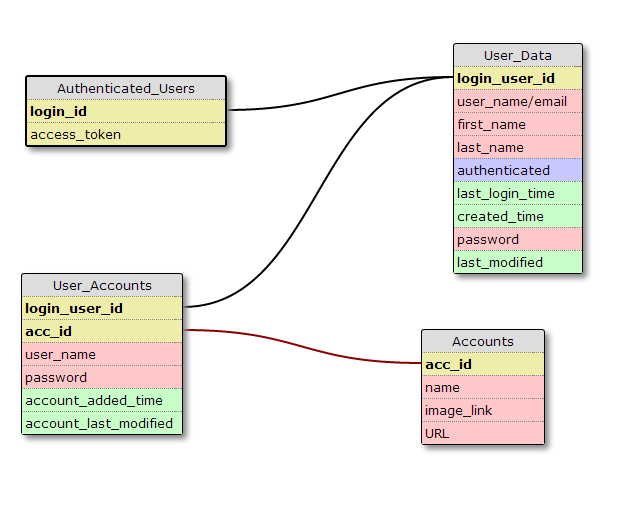 Authenticated_Users
login_id
access_token
User_Data
login_user_id
user_name/email
first_name
last_name
authenticated
last_login_time
created_time
password
last_modified
User_Accounts
login_user_id
acc_id
user_name
password
account_added_time
account_last_modified
Accounts
acc_id
name
image_link
URL